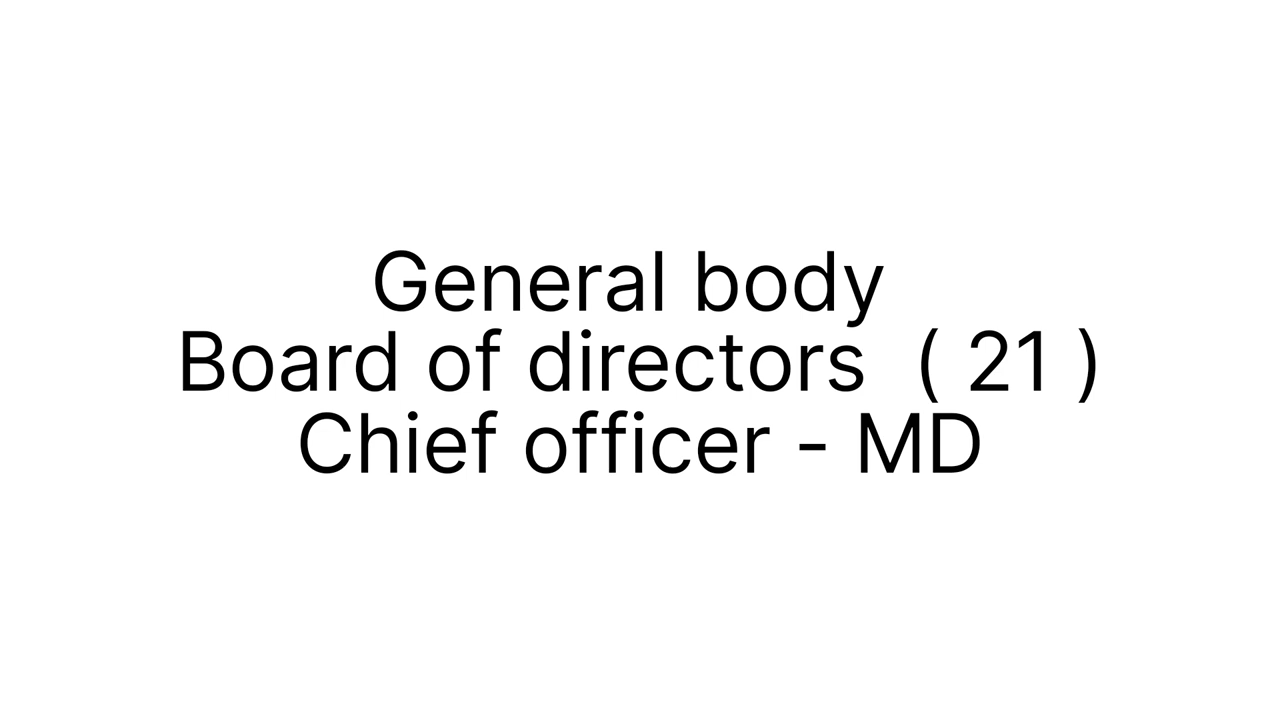 General body
Board of directors  ( 21 )
Chief officer - MD